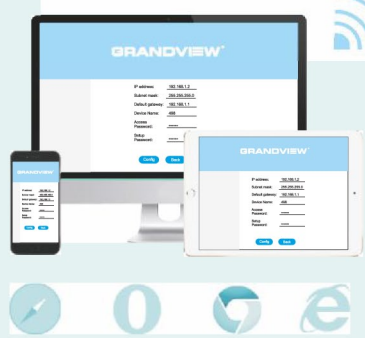 GRANDVIEW
IP address: 192.168.1.2
Subnet mask: 255.255.255.0
Default gateway: 192.168.1.1
Device Name: 488
Access
Password: ------
Setup
Password: ------
Config Back
GRANDVIEW
IP address: 192.168.1.2
Subnet mask: 255.255.255.0
Default gateway: 192.168.1.1
Device Name: 488
Access
Password: ------
Setup
Password: ------
Config Back
GRANDVIEW